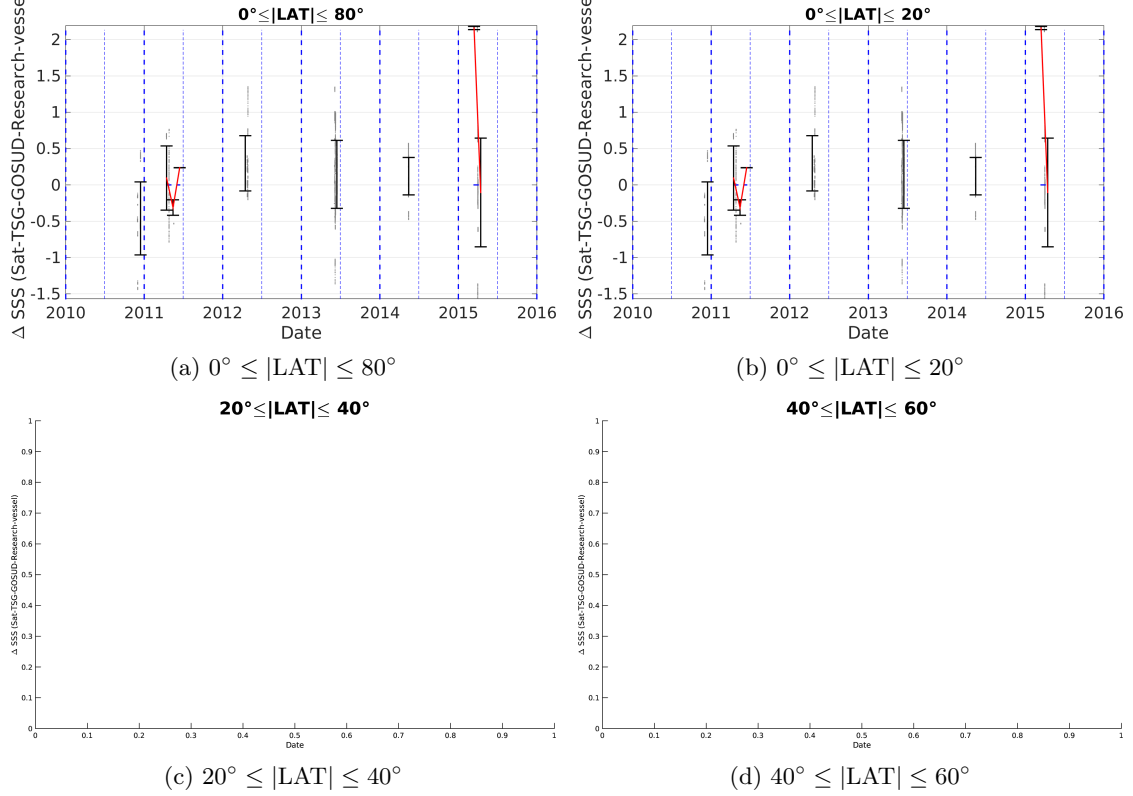 0°≤|LAT|≤ 80°
Δ SSS (Sat-TSG-GOSUD-Research-vessel)
2
1.5
1
0.5
0
-0.5
-1
-1.5
2010 2011 2012 2013 2014 2015 2016
Date
(a) 0° ≤ |LAT| ≤ 80°
0°≤|LAT|≤ 20°
Δ SSS (Sat-TSG-GOSUD-Research-vessel)
2
1.5
1
0.5
0
-0.5
-1
-1.5
2010 2011 2012 2013 2014 2015 2016
Date
(b) 0° ≤ |LAT| ≤ 20°
20°≤|LAT|≤ 40°
Δ SSS (Sat-TSG-GOSUD-Research-vessel)
1
0.9
0.8
0.7
0.6
0.5
0.4
0.3
0.2
0.1
0
0 0.1 0.2 0.3 0.4 0.5 0.6 0.7 0.8 0.9 1
Date
(c) 20° ≤ |LAT| ≤ 40°
40°≤|LAT|≤ 60°
Δ SSS (Sat-TSG-GOSUD-Research-vessel)
1
0.9
0.8
0.7
0.6
0.5
0.4
0.3
0.2
0.1
0
0 0.1 0.2 0.3 0.4 0.5 0.6 0.7 0.8 0.9 1
Date
(d) 40° ≤ |LAT| ≤ 60°